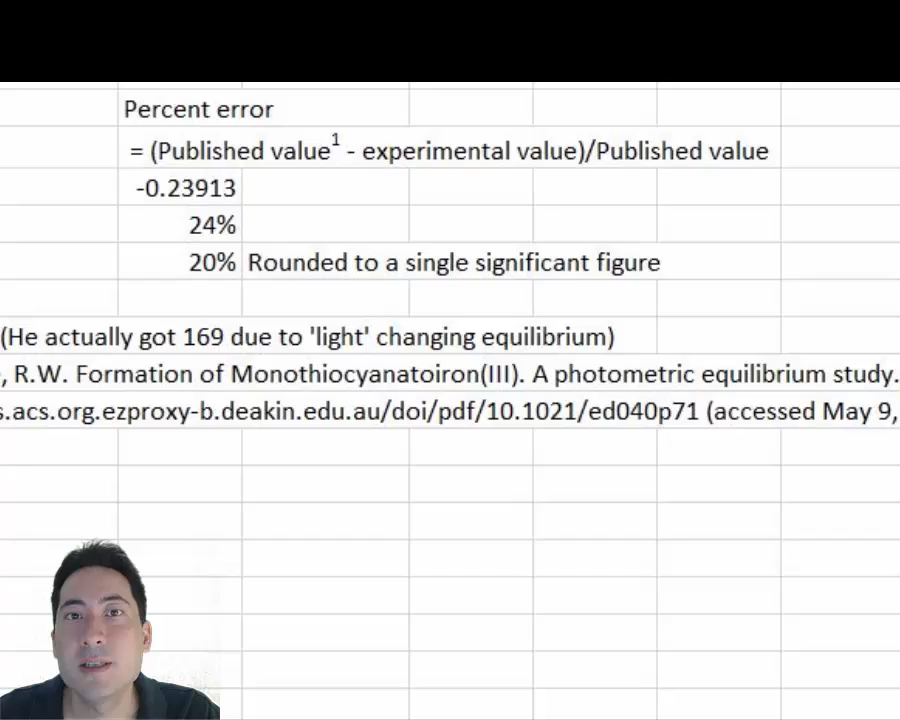 Percent error
= (Published value¹ - experimental value)/Published value
-0.23913
24%
20% Rounded to a single significant figure
(He actually got 169 due to 'light' changing equilibrium)
, R.W. Formation of Monothiocyanatoiron(III). A photometric equilibrium study.
s.acs.org.ezproxy-b.deakin.edu.au/doi/pdf/10.1021/ed040p71 (accessed May 9,